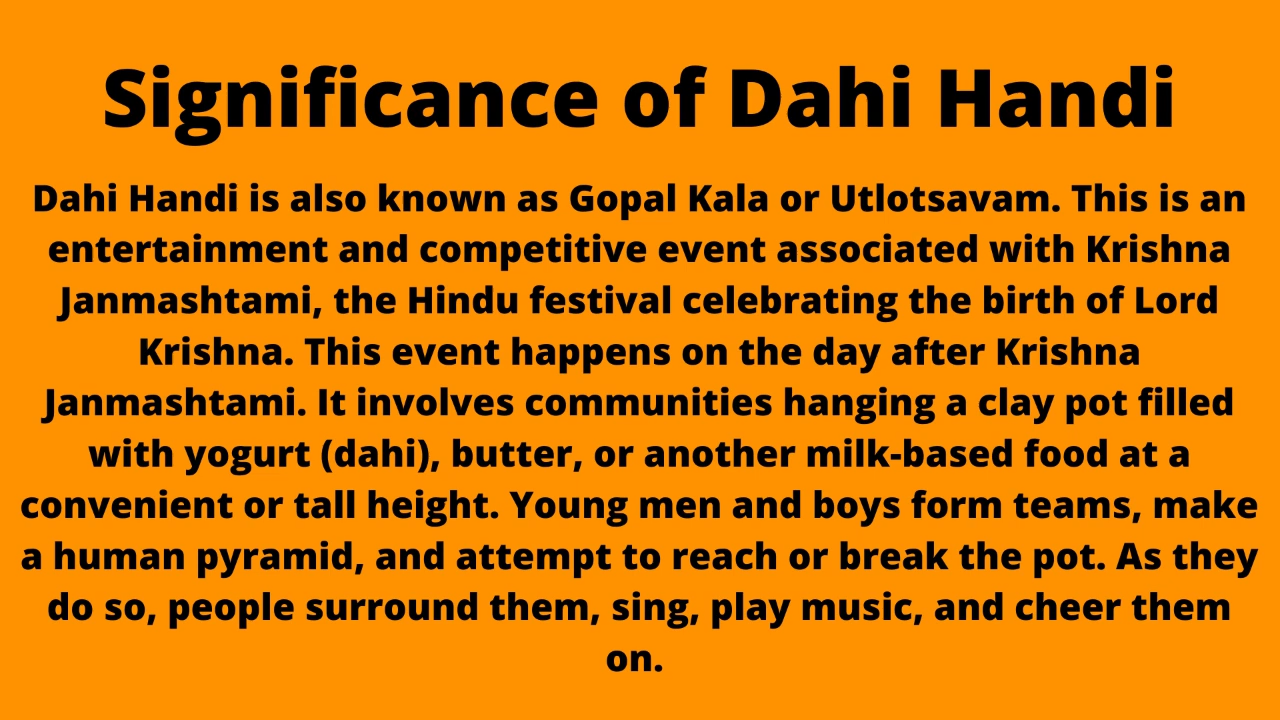 Significance of Dahi Handi
Dahi Handi is also known as Gopal Kala or Utlotsavam. This is an
entertainment and competitive event associated with Krishna
Janmashtami, the Hindu festival celebrating the birth of Lord
Krishna. This event happens on the day after Krishna
Janmashtami. It involves communities hanging a clay pot filled
with yogurt (dahi), butter, or another milk-based food at a
convenient or tall height. Young men and boys form teams, make
a human pyramid, and attempt to reach or break the pot. As they
do so, people surround them, sing, play music, and cheer them
on.